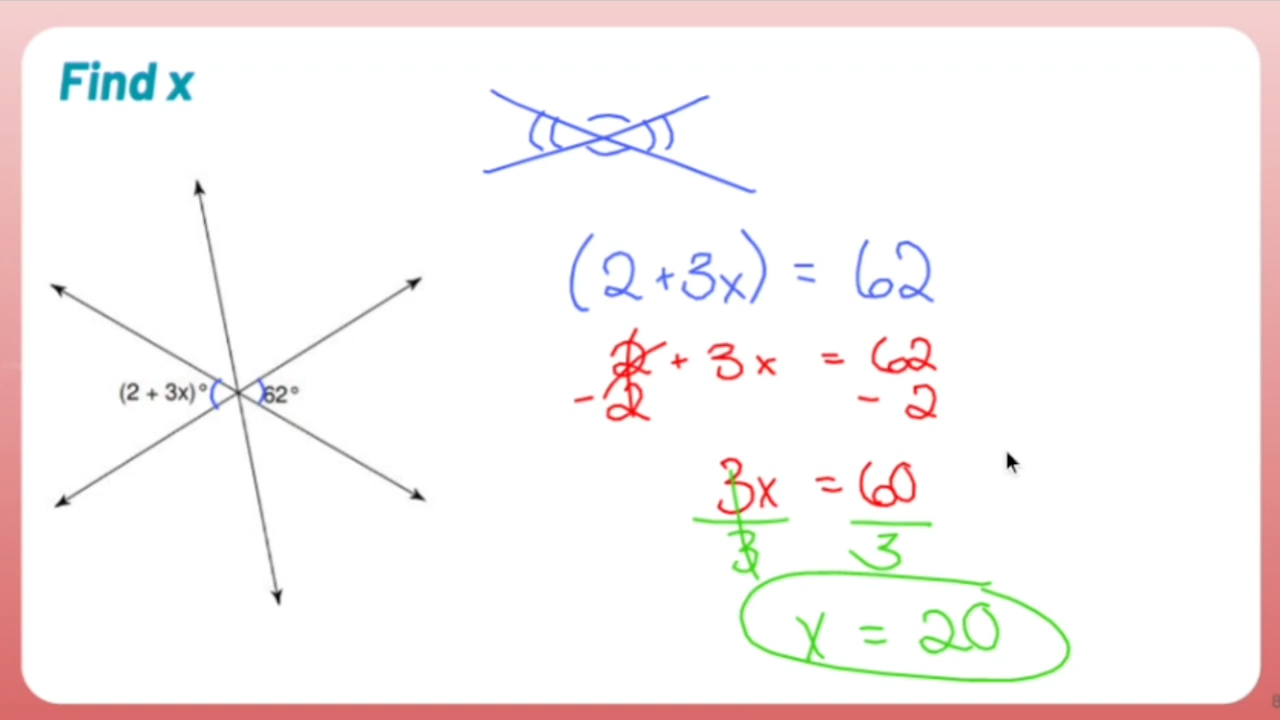 Find x
(2 + 3x)°
62°
(2+3x) = 62
2 + 3x = 62
-2 - 2
3x = 60
3 3
x = 20